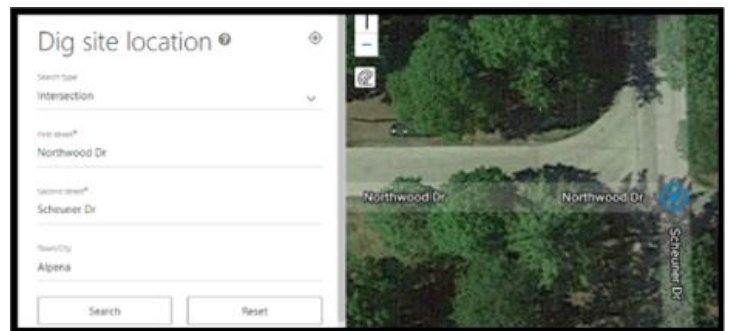 Dig site location
Search type
Intersection
First street*
Northwood Dr
Second street*
Scheuner Dr
Town/City
Alpena
Search
Reset
Northwood Dr
Northwood Dr
Scheuner Dr